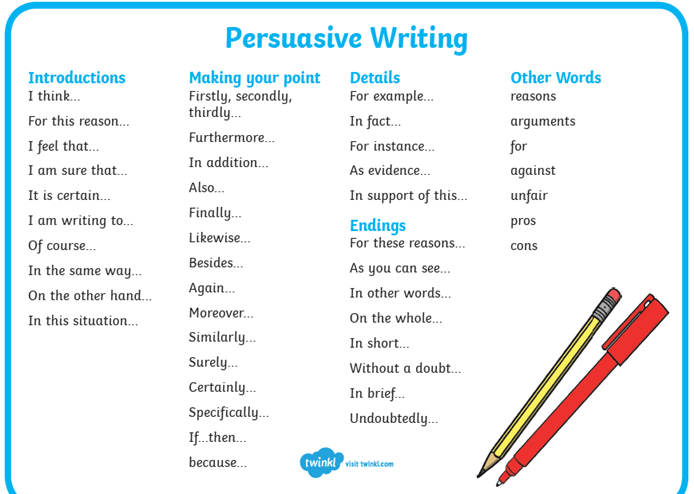 Persuasive Writing
Introductions
I think...
For this reason...
I feel that...
I am sure that...
It is certain...
I am writing to...
Of course...
In the same way...
On the other hand...
In this situation...
Making your point
Firstly, secondly,
thirdly...
Furthermore...
In addition...
Also...
Finally...
Likewise...
Besides...
Again...
Moreover...
Similarly...
Surely...
Certainly...
Specifically...
If...then...
because...
Details
For example...
In fact...
For instance...
As evidence...
In support of this...
Endings
For these reasons...
As you can see...
In other words...
On the whole...
In short...
Without a doubt...
In brief...
Undoubtedly...
Other Words
reasons
arguments
for
against
unfair
pros
cons
twinkl visit twinkl.com